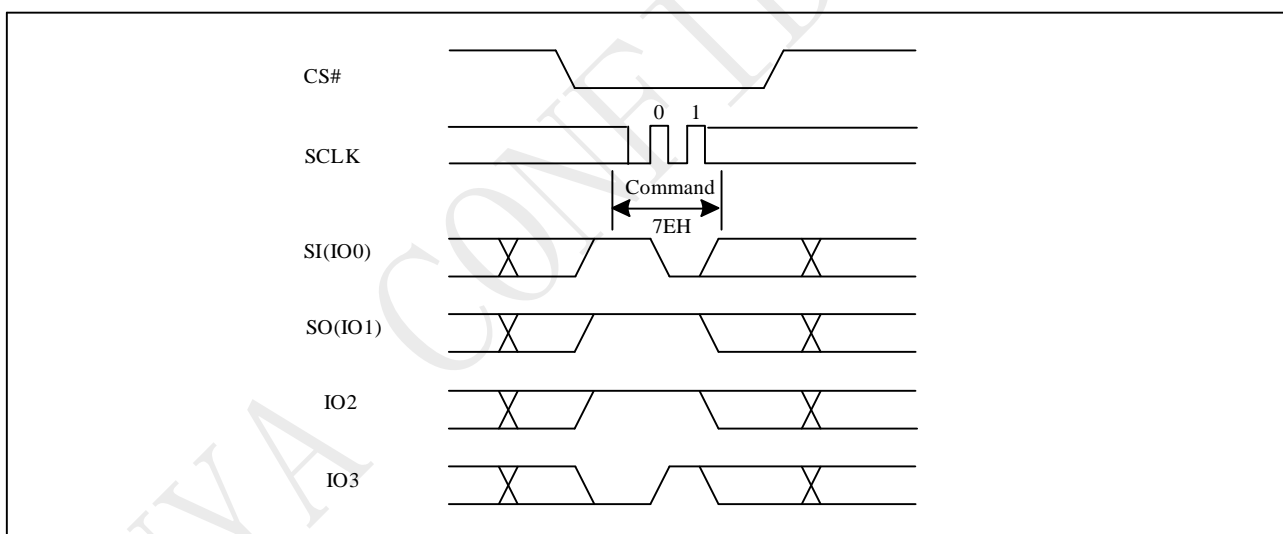 CS#
0 1
SCLK
Command
7EH
SI(IO0)
SO(IO1)
IO2
IO3